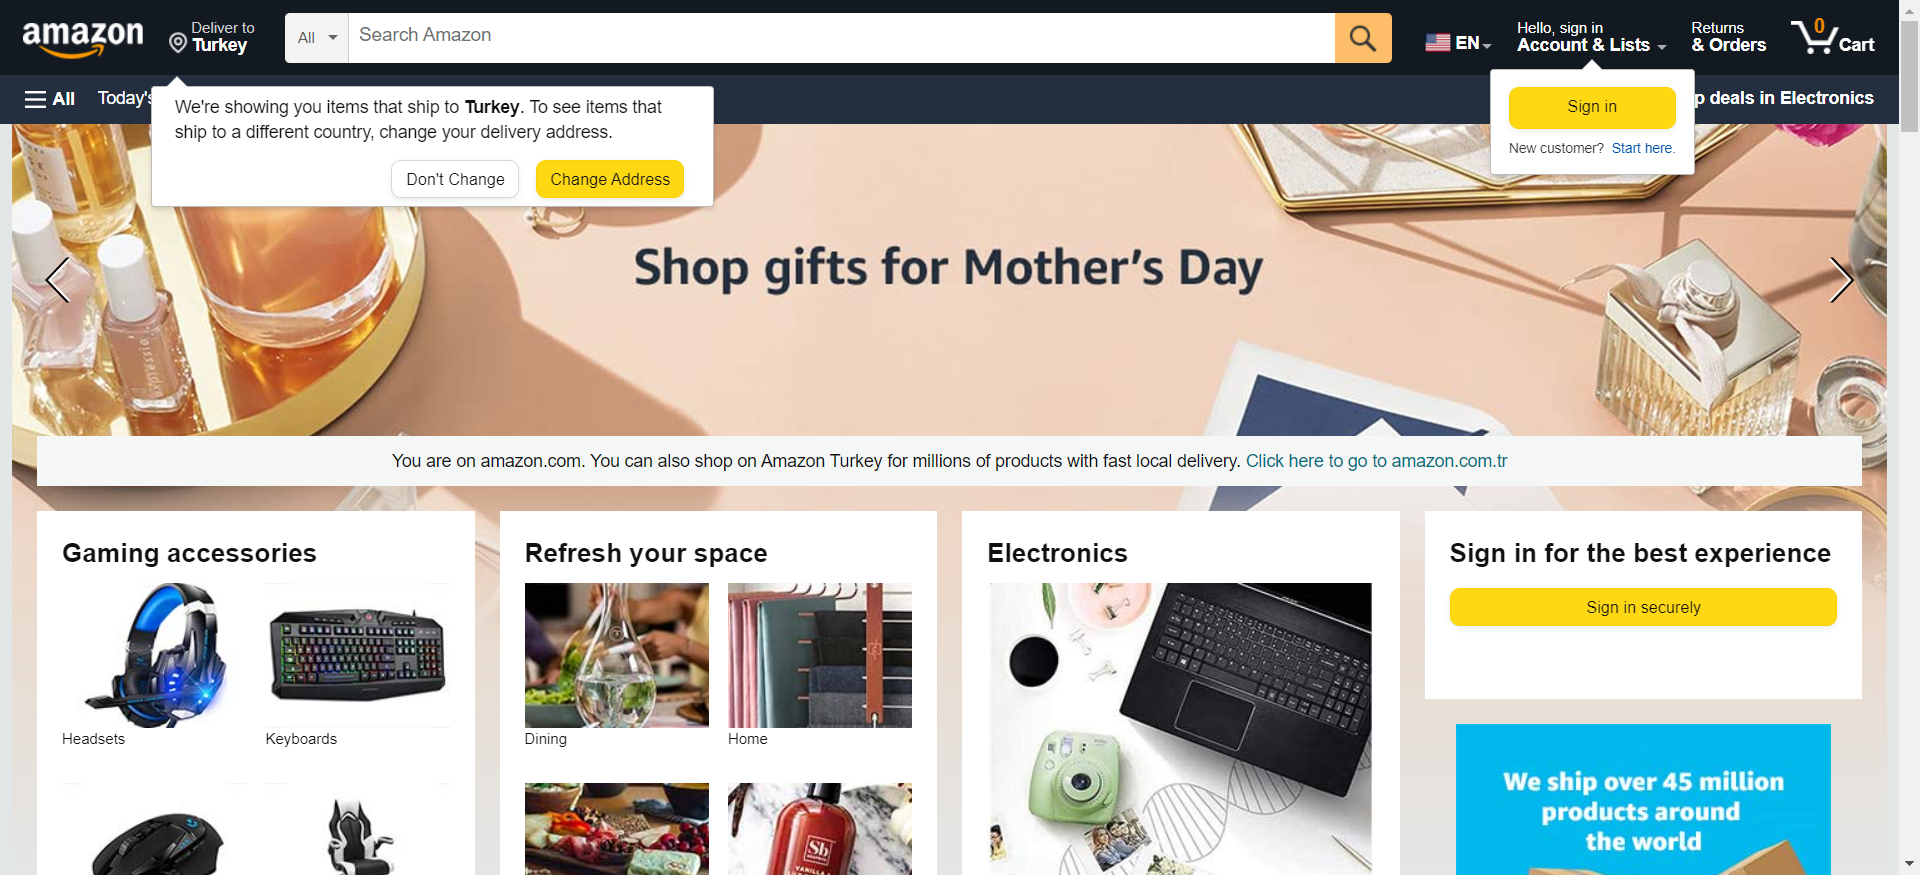 amazon
Deliver to
Turkey
All
Search Amazon
EN
Hello, sign in
Account & Lists
Returns
& Orders
0
Cart
All
Today's
p deals in Electronics
We're showing you items that ship to Turkey. To see items that
ship to a different country, change your delivery address.
Don't Change
Change Address
Sign in
New customer? Start here.
Shop gifts for Mother's Day
expressie
You are on amazon.com. You can also shop on Amazon Turkey for millions of products with fast local delivery. Click here to go to amazon.com.tr
Gaming accessories
Headsets
Keyboards
Refresh your space
Dining
Home
Sb
Electronics
Sign in for the best experience
Sign in securely
We ship over 45 million
products around
the world